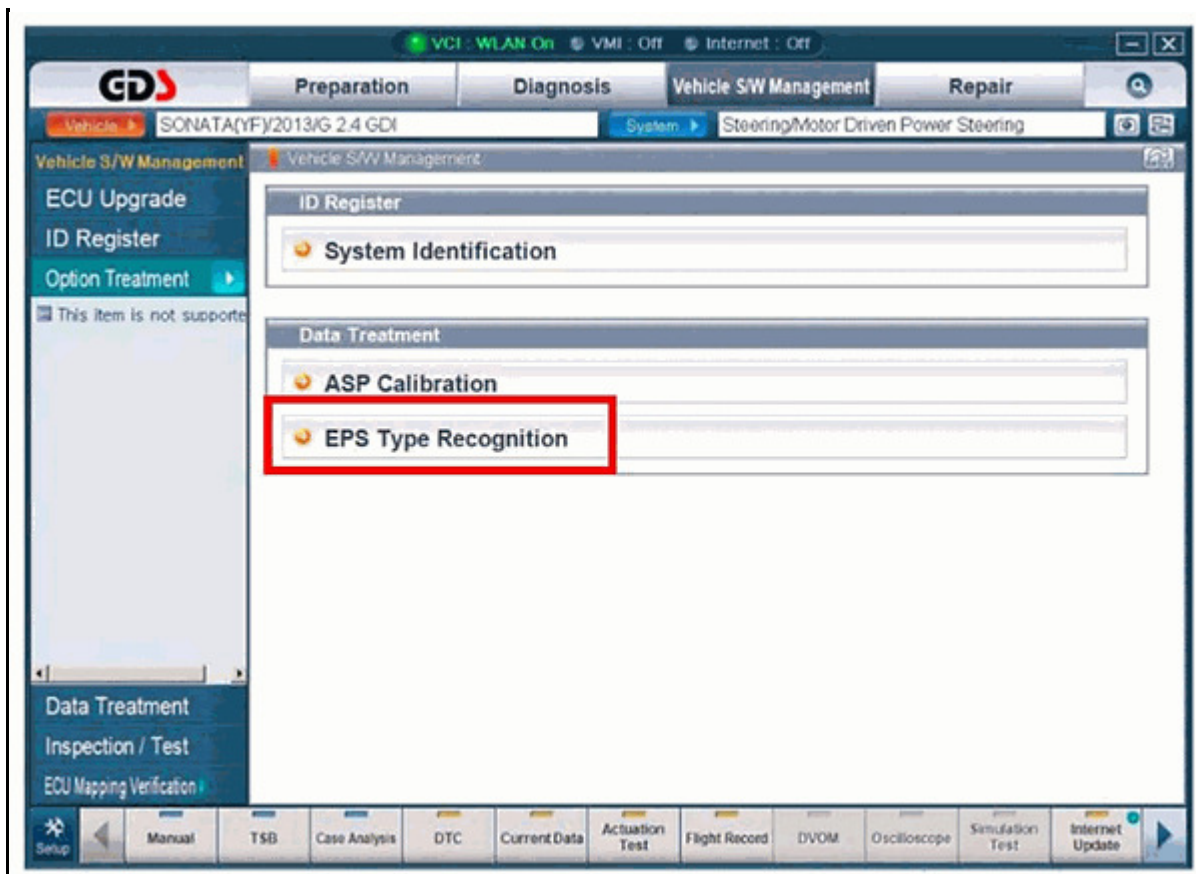 VCI : WLAN On VMI : Off Internet : Off
GDS Preparation Diagnosis Vehicle S/W Management Repair
Vehicle SONATA(YF)/2013/G 2.4 GDI System Steering/Motor Driven Power Steering
Vehicle S/W Management
ECU Upgrade
ID Register
Option Treatment
This item is not supporte
Data Treatment
Inspection / Test
ECU Mapping Verification
Vehicle S/W Management
ID Register
System Identification
Data Treatment
ASP Calibration
EPS Type Recognition
Setup Manual TSB Case Analysis DTC Current Data Actuation Test Flight Record DVOM Oscilloscope Simulation Test Internet Update